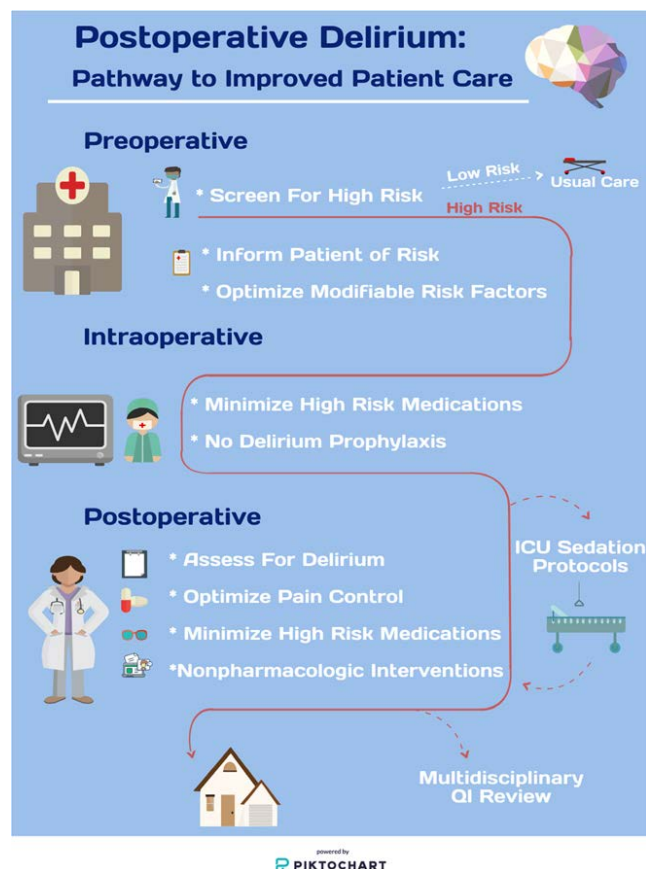 Postoperative Delirium:
Pathway to Improved Patient Care
Preoperative
* Screen For High Risk
Low Risk
Usual Care
High Risk
* Inform Patient of Risk
* Optimize Modifiable Risk Factors
Intraoperative
* Minimize High Risk Medications
* No Delirium Prophylaxis
Postoperative
* Assess For Delirium
* Optimize Pain Control
* Minimize High Risk Medications
*Nonpharmacologic Interventions
ICU Sedation
Protocols
Multidisciplinary
QI Review
powered by
PIKTOCHART